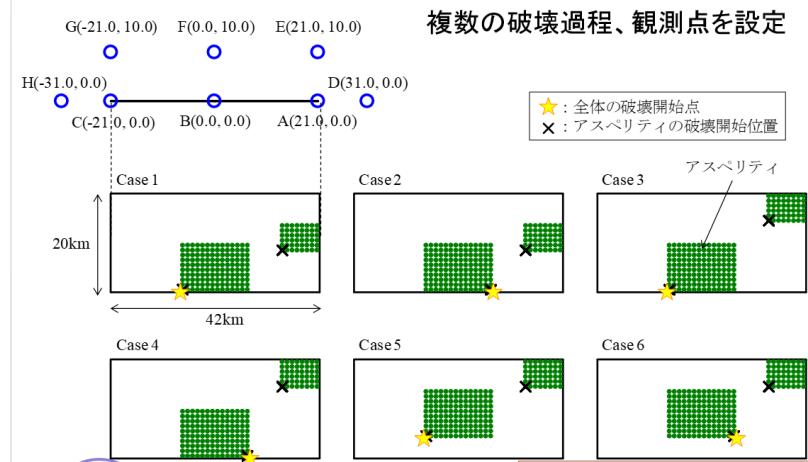 複数の破壊過程、観測点を設定
G(-21.0, 10.0) F(0.0, 10.0) E(21.0, 10.0)
H(-31.0, 0.0) D(31.0, 0.0)
C(-21.0, 0.0) B(0.0, 0.0) A(21.0, 0.0)
：全体の破壊開始点
：アスペリティの破壊開始位置
アスペリティ
Case 1 Case 2 Case 3
20km
42km
Case 4 Case 5 Case 6